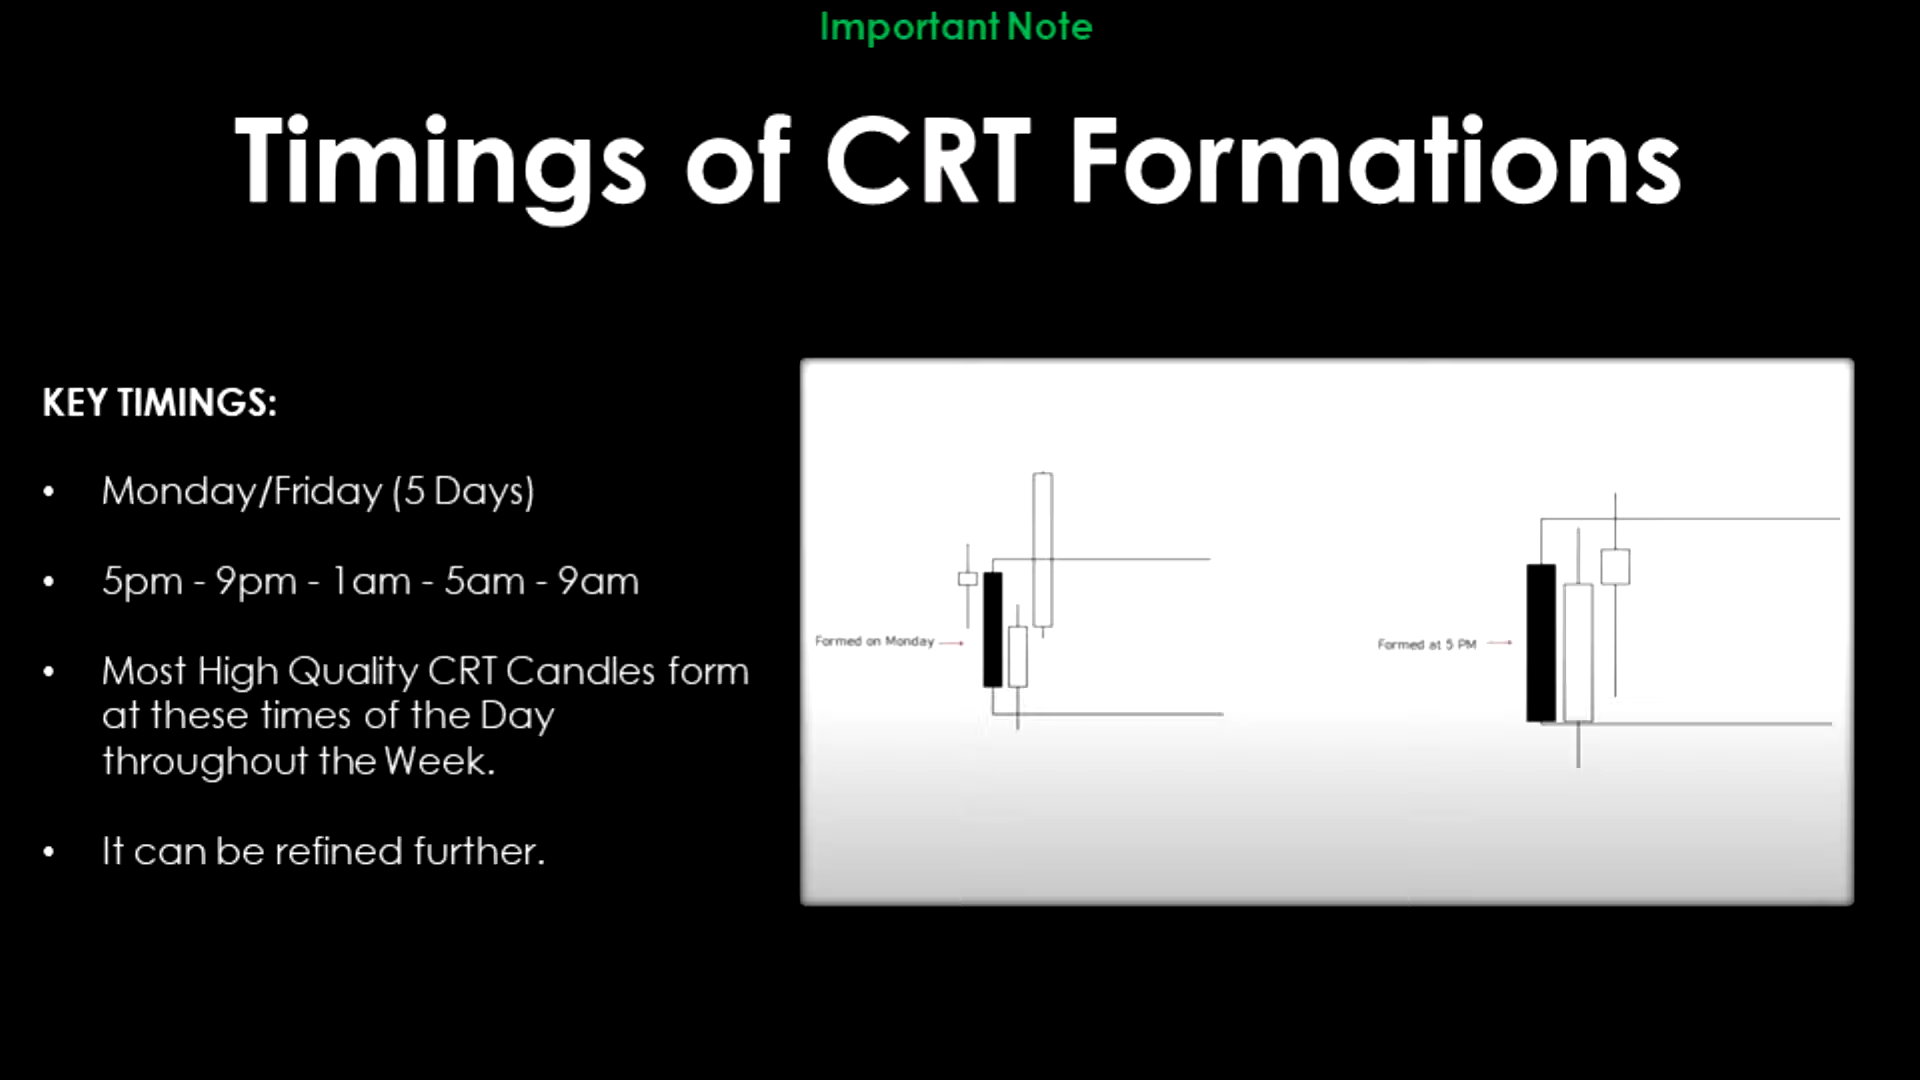 Important Note
Timings of CRT Formations
KEY TIMINGS:
• Monday/Friday (5 Days)
• 5pm - 9pm - 1am - 5am - 9am
• Most High Quality CRT Candles form
at these times of the Day
throughout the Week.
• It can be refined further.
Formed on Monday
Formed at 5 PM